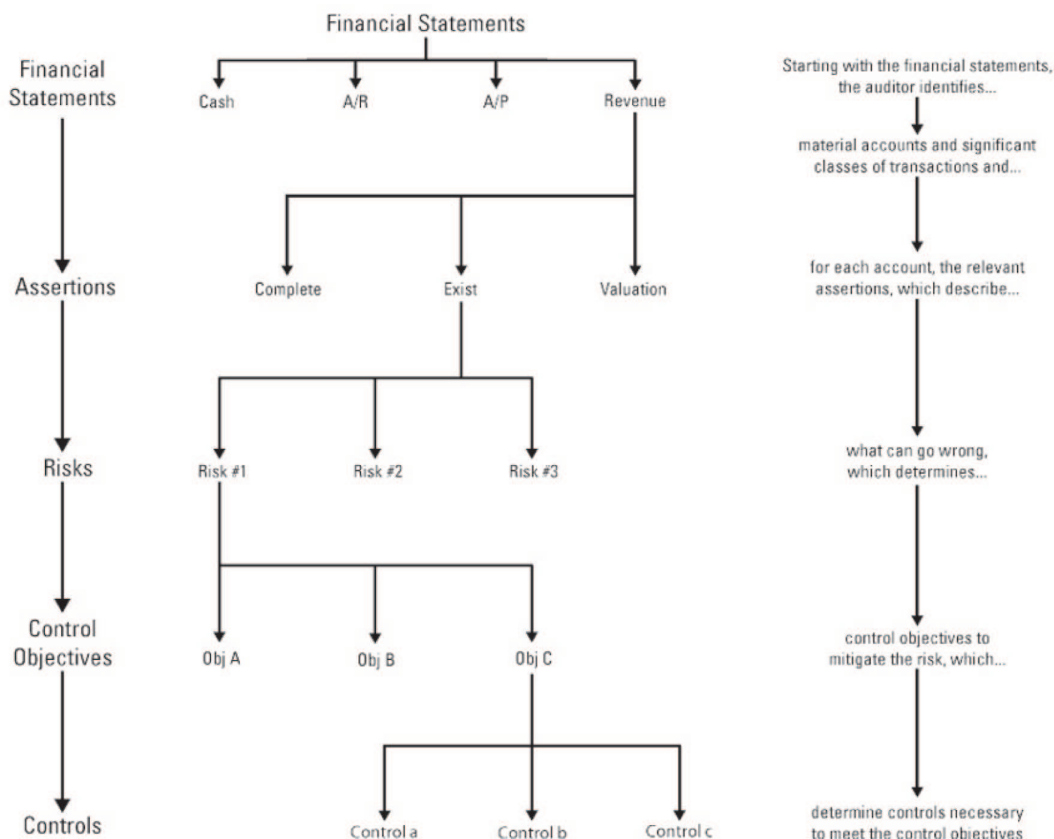 Financial Statements
Financial
Statements
Cash
A/R
A/P
Revenue
Starting with the financial statements,
the auditor identifies...
material accounts and significant
classes of transactions and...
Assertions
Complete
Exist
Valuation
for each account, the relevant
assertions, which describe...
Risks
Risk #1
Risk #2
Risk #3
what can go wrong,
which determines...
Control
Objectives
Obj A
Obj B
Obj C
control objectives to
mitigate the risk, which...
Controls
Control a
Control b
Control c
determine controls necessary
to meet the control objectives